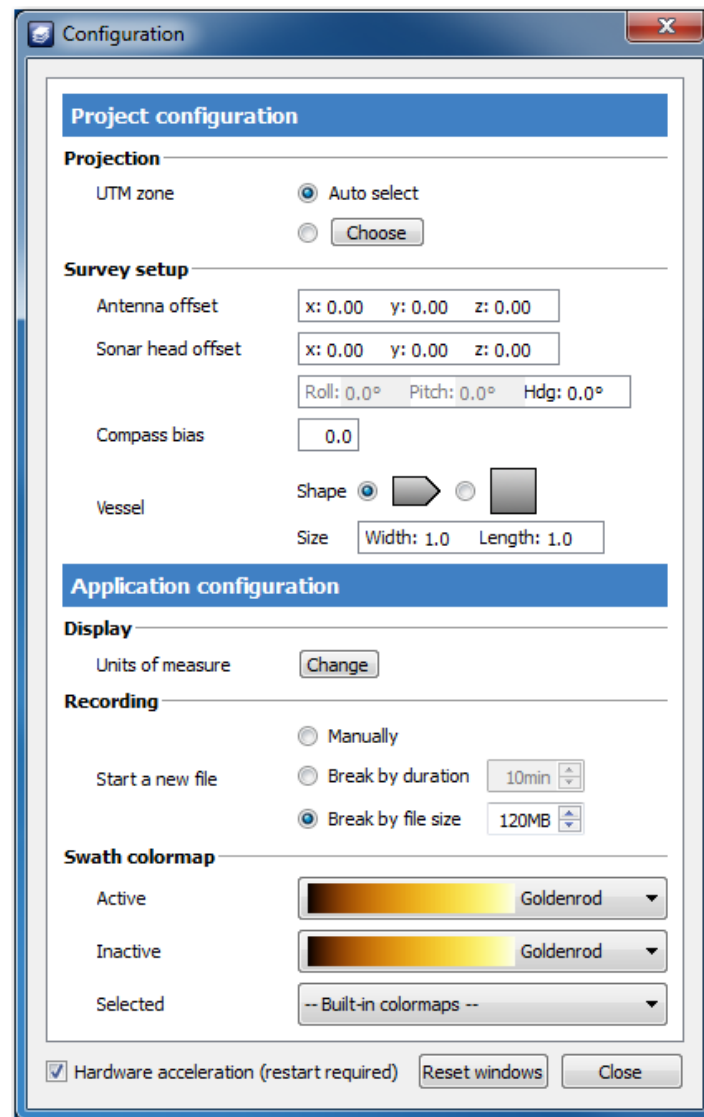 Configuration
Project configuration
Projection
UTM zone Auto select
Choose
Survey setup
Antenna offset x: 0.00 y: 0.00 z: 0.00
Sonar head offset x: 0.00 y: 0.00 z: 0.00
Roll: 0.0° Pitch: 0.0° Hdg: 0.0°
Compass bias 0.0
Shape
Vessel
Size Width: 1.0 Length: 1.0
Application configuration
Display
Units of measure Change
Recording
Manually
Start a new file Break by duration 10min
Break by file size 120MB
Swath colormap
Active Goldenrod
Inactive Goldenrod
Selected -- Built-in colormaps --
Hardware acceleration (restart required) Reset windows Close